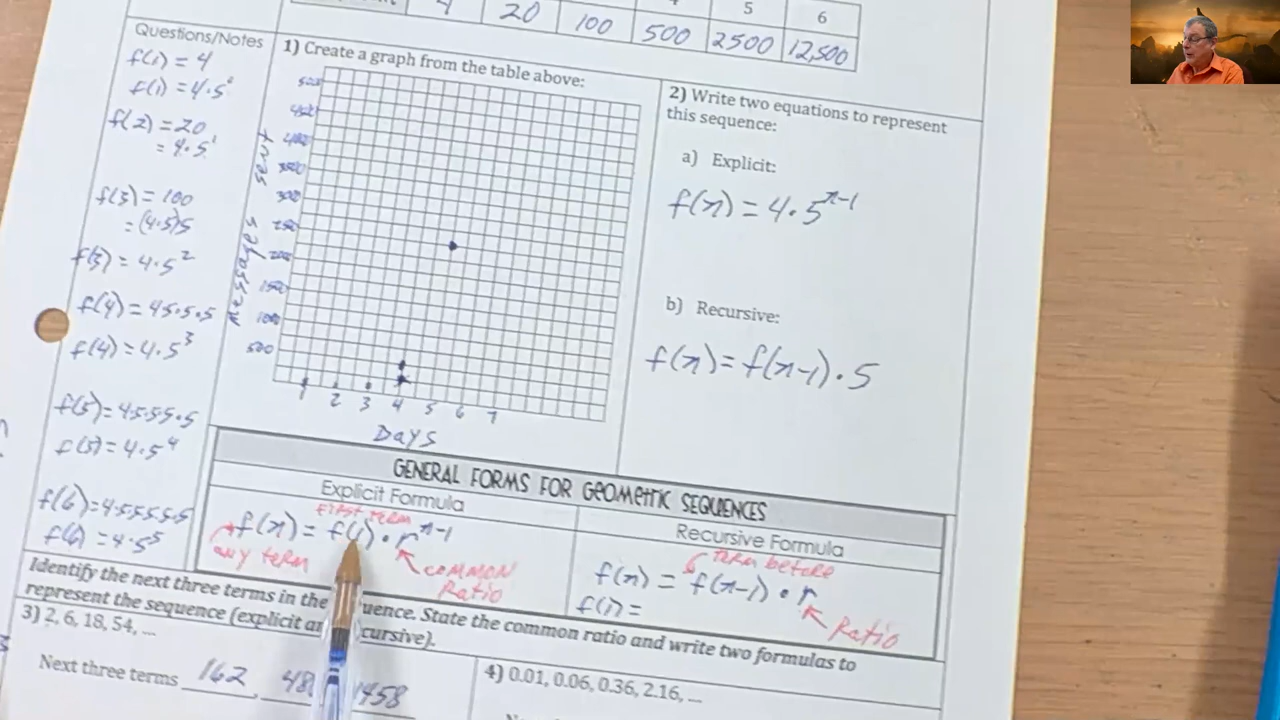 5 6
4 20 100 500 2500 12,500
Questions/Notes
f(1) = 4
f(1) = 4·5⁰
f(2) = 20
= 4·5¹
f(3) = 100
= (4·5)5
f(3) = 4·5²
f(4) = 4·5·5·5
f(4) = 4·5³
f(5) = 4·5·5·5·5
f(5) = 4·5⁴
f(6) = 4·5·5·5·5·5
f(6) = 4·5⁵
1) Create a graph from the table above:
messages sent
500
1000
1500
1 2 3 4 5 6 7
Days
2) Write two equations to represent
this sequence:
a) Explicit:
f(x) = 4·5ˣ⁻¹
b) Recursive:
f(x) = f(x-1)·5
GENERAL FORMS FOR GEOMETRIC SEQUENCES
Explicit Formula
First term
f(x) = f(1)·rˣ⁻¹
any term
common
Ratio
Recursive Formula
term before
f(x) = f(x-1)·r
f(1) =
Ratio
Identify the next three terms in the
State the common ratio and write two formulas to
represent the sequence (explicit
3) 2, 6, 18, 54, ...
Next three terms 162, 1458
4) 0.01, 0.06, 0.36, 2.16, ...